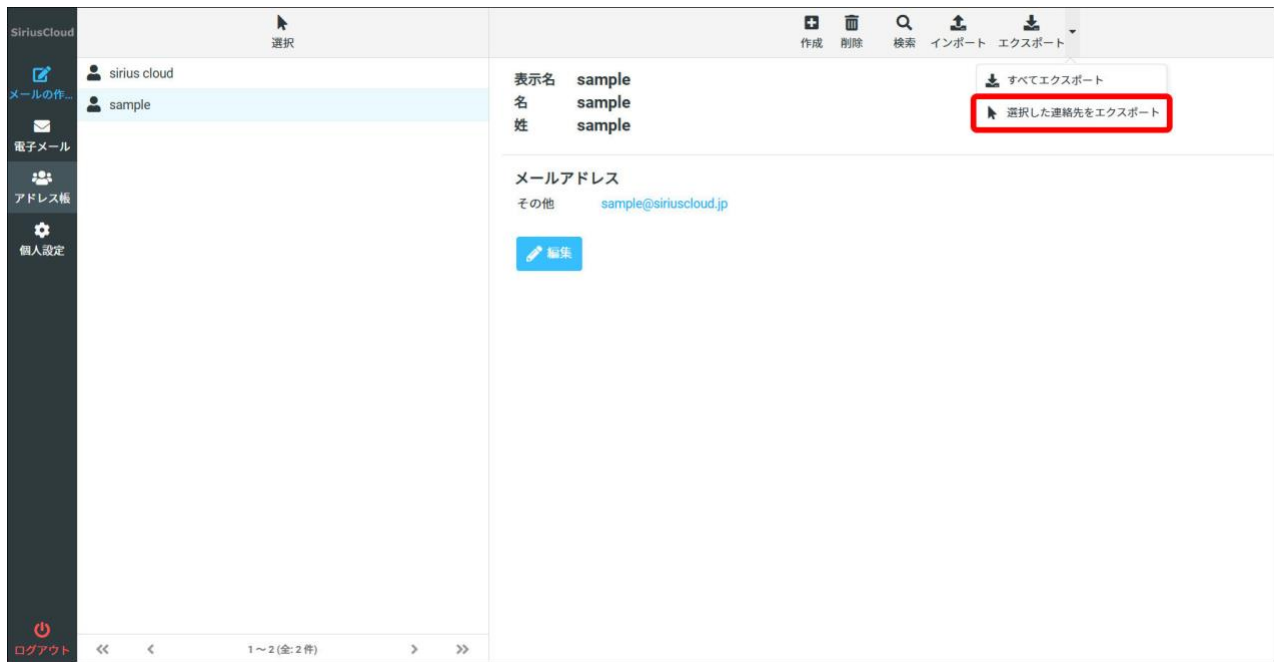 SiriusCloud
メールの作...
電子メール
アドレス帳
個人設定
ログアウト
選択
sirius cloud
sample
1～2 (全: 2 件)
作成 削除 検索 インポート エクスポート
すべてエクスポート
選択した連絡先をエクスポート
表示名 sample
名 sample
姓 sample
メールアドレス
その他 sample@siriuscloud.jp
編集